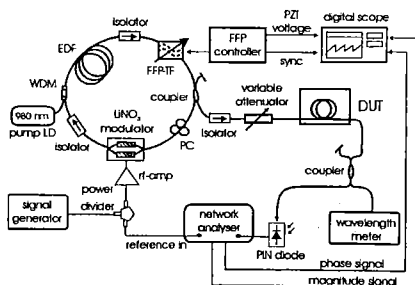 isolator
EDF
FFP-TF
FFP
controller
PZT
voltage
sync
digital scope
WDM
980 nm
pump LD
isolator
LiNO₃
modulator
coupler
PC
isolator
variable
attenuator
DUT
rf-amp
power
divider
signal
generator
reference in
network
analyser
PIN diode
coupler
wavelength
meter
phase signal
magnitude signal